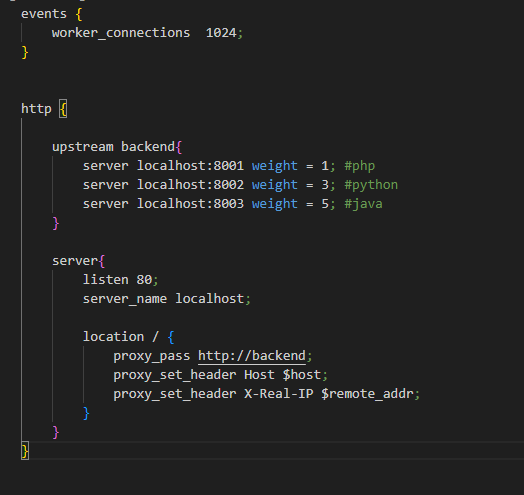 events {
worker_connections  1024;
}
http {
upstream backend{
server localhost:8001 weight = 1; #php
server localhost:8002 weight = 3; #python
server localhost:8003 weight = 5; #java
}
server{
listen 80;
server_name localhost;
location / {
proxy_pass http://backend;
proxy_set_header Host $host;
proxy_set_header X-Real-IP $remote_addr;
}
}
}